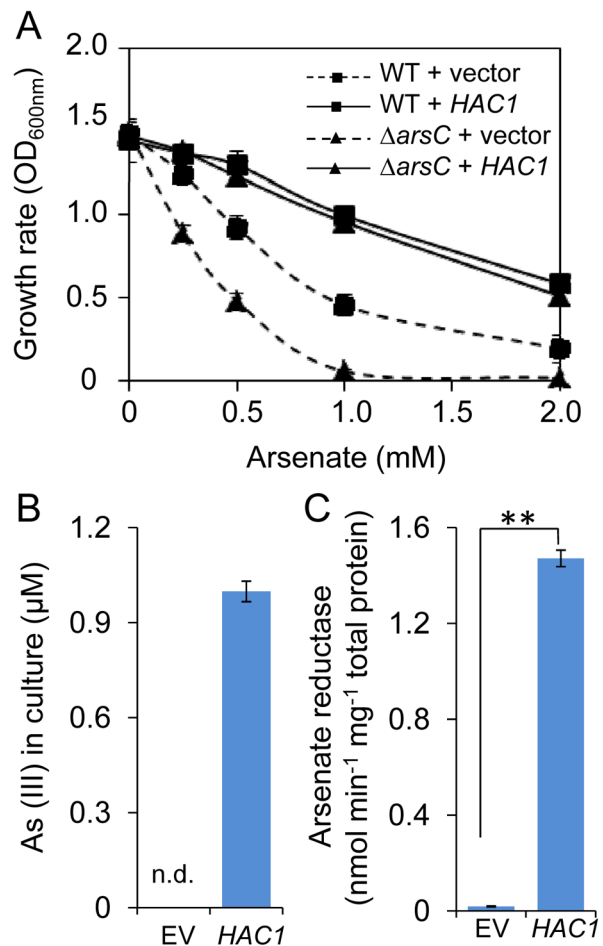 A
2.0
1.5
1.0
0.5
0
Growth rate (OD600nm)
WT + vector
WT + HAC1
ΔarsC + vector
ΔarsC + HAC1
0 0.5 1.0 1.5 2.0
Arsenate (mM)
B
1.2
0.9
0.6
0.3
0
As (III) in culture (µM)
n.d.
EV HAC1
C
1.6
1.2
0.8
0.4
0
Arsenate reductase
(nmol min-1 mg-1 total protein)
**
EV HAC1